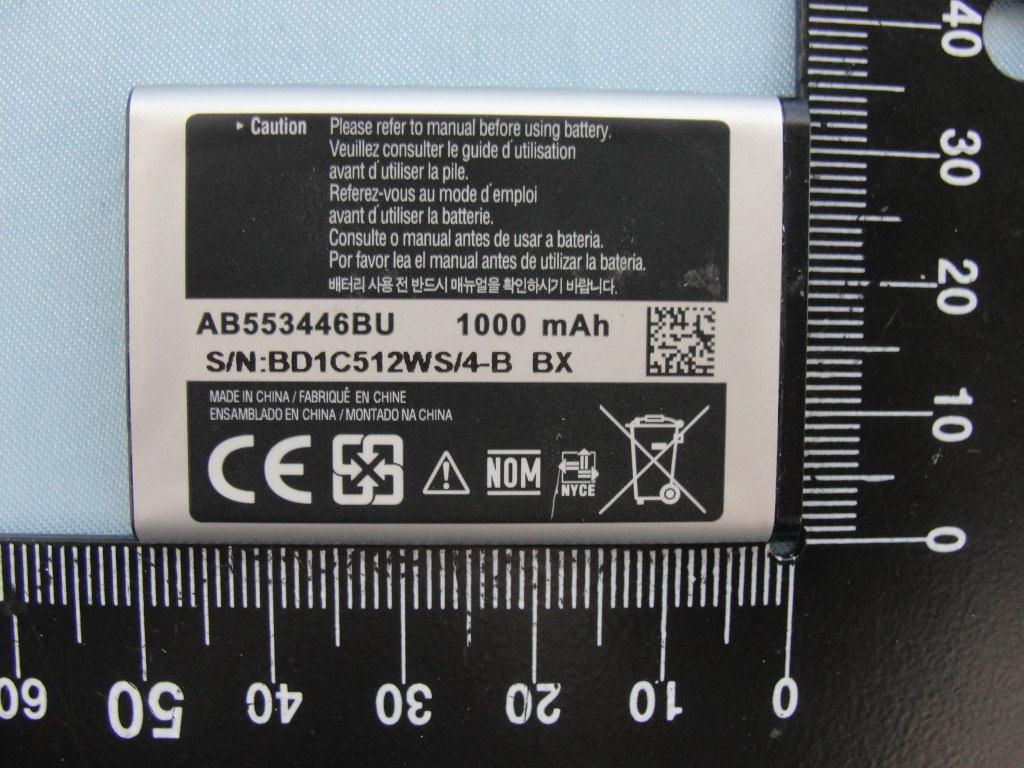 ▸ Caution Please refer to manual before using battery.
Veuillez consulter le guide d'utilisation
avant d'utiliser la pile.
Referez-vous au mode d'emploi
avant d'utiliser la batterie.
Consulte o manual antes de usar a bateria.
Por favor lea el manual antes de utilizar la bateria.
배터리 사용 전 반드시 매뉴얼을 확인하시기 바랍니다.
AB553446BU 1000 mAh
S/N:BD1C512WS/4-B BX
MADE IN CHINA / FABRIQUÉ EN CHINE
ENSAMBLADO EN CHINA / MONTADO NA CHINA
CE NOM NYCE
40
30
20
10
0
60 50 40 30 20 10 0